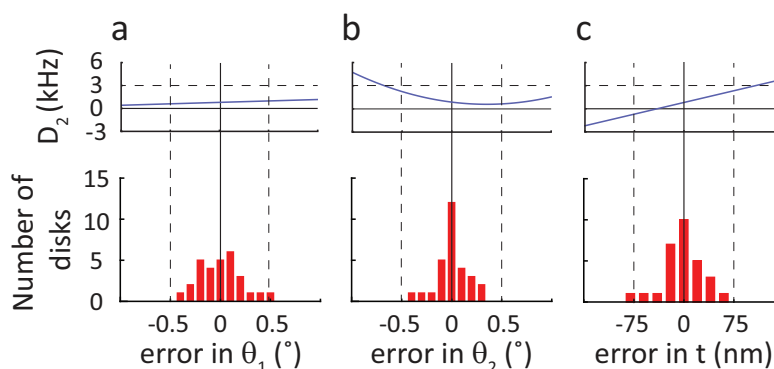 a b c
D₂ (kHz)
6
3
0
-3
Number of
disks
15
10
5
0
-0.5 0 0.5 -0.5 0 0.5 -75 0 75
error in θ₁ (˚) error in θ₂ (˚) error in t (nm)